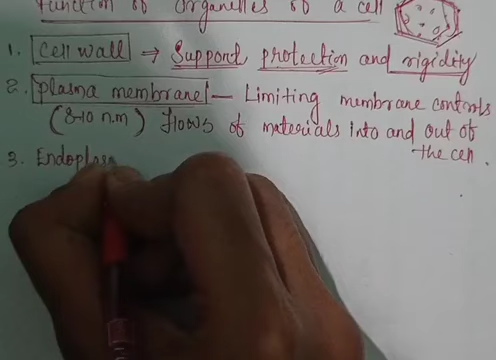 Function of Organelles of a cell
1. Cell wall → Support, protection and rigidity
2. Plasma membrane — Limiting membrane controls
(8-10 n.m) flows of materials into and out of
the cell.
3. Endoplas